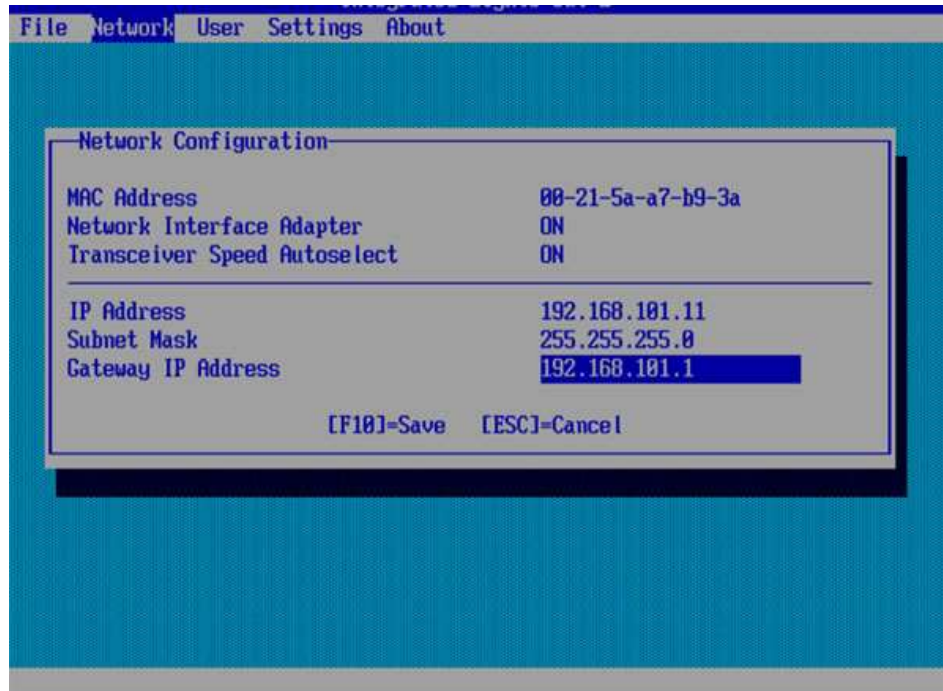 File Network User Settings About
Network Configuration
MAC Address 00-21-5a-a7-b9-3a
Network Interface Adapter ON
Transceiver Speed Autoselect ON
IP Address 192.168.101.11
Subnet Mask 255.255.255.0
Gateway IP Address 192.168.101.1
[F10]=Save [ESC]=Cancel